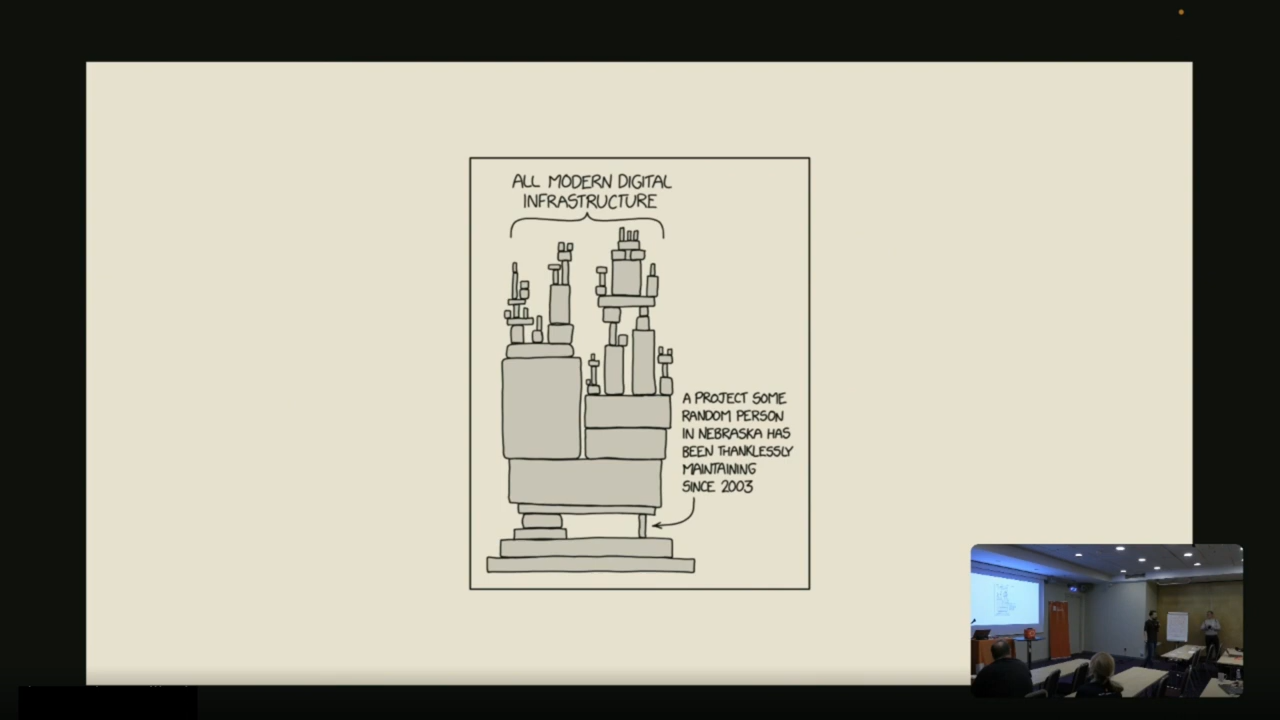 ALL MODERN DIGITAL
INFRASTRUCTURE
A PROJECT SOME
RANDOM PERSON
IN NEBRASKA HAS
BEEN THANKLESSLY
MAINTAINING
SINCE 2003